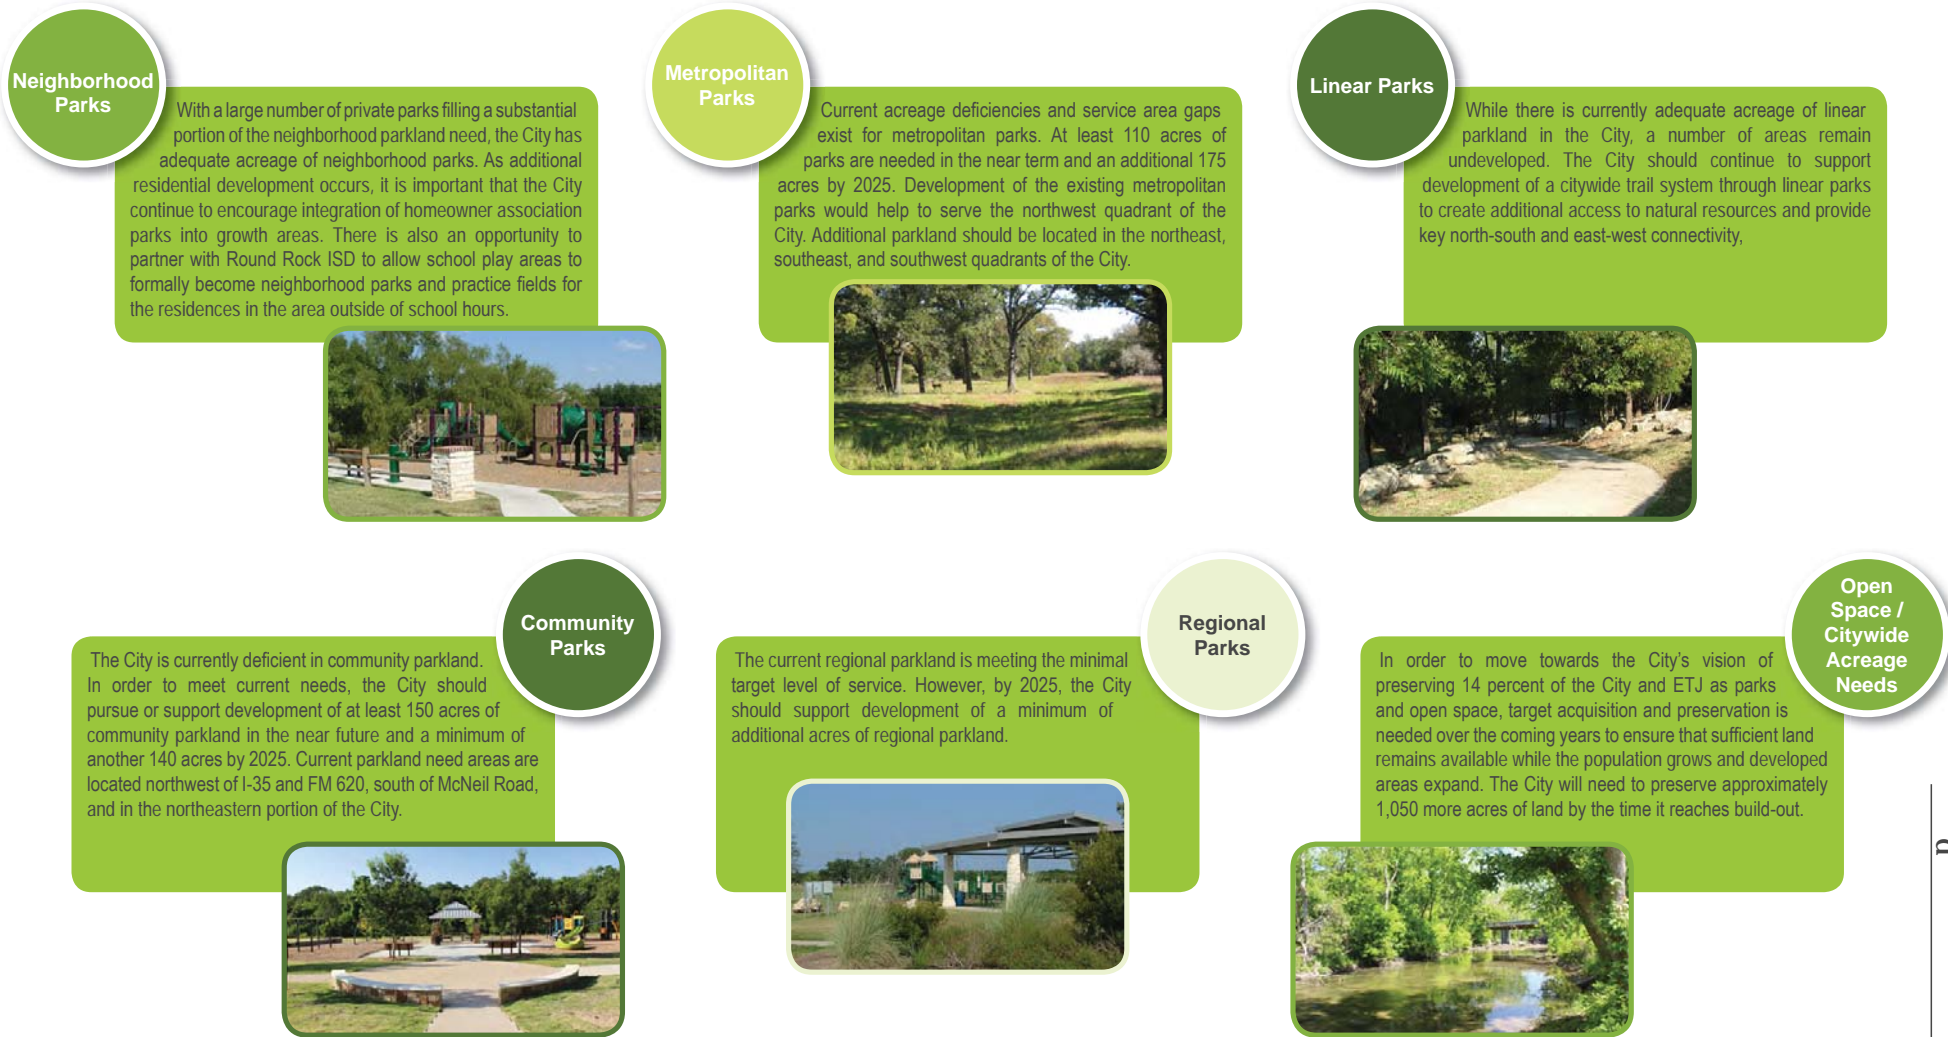 Neighborhood
Parks
With a large number of private parks filling a substantial
portion of the neighborhood parkland need, the City has
adequate acreage of neighborhood parks. As additional
residential development occurs, it is important that the City
continue to encourage integration of homeowner association
parks into growth areas. There is also an opportunity to
partner with Round Rock ISD to allow school play areas to
formally become neighborhood parks and practice fields for
the residences in the area outside of school hours.
Metropolitan
Parks
Current acreage deficiencies and service area gaps
exist for metropolitan parks. At least 110 acres of
parks are needed in the near term and an additional 175
acres by 2025. Development of the existing metropolitan
parks would help to serve the northwest quadrant of the
City. Additional parkland should be located in the northeast,
southeast, and southwest quadrants of the City.
Linear Parks
While there is currently adequate acreage of linear
parkland in the City, a number of areas remain
undeveloped. The City should continue to support
development of a citywide trail system through linear parks
to create additional access to natural resources and provide
key north-south and east-west connectivity,
Community
Parks
The City is currently deficient in community parkland.
In order to meet current needs, the City should
pursue or support development of at least 150 acres of
community parkland in the near future and a minimum of
another 140 acres by 2025. Current parkland need areas are
located northwest of I-35 and FM 620, south of McNeil Road,
and in the northeastern portion of the City.
Regional
Parks
The current regional parkland is meeting the minimal
target level of service. However, by 2025, the City
should support development of a minimum of
additional acres of regional parkland.
Open
Space /
Citywide
Acreage
Needs
In order to move towards the City's vision of
preserving 14 percent of the City and ETJ as parks
and open space, target acquisition and preservation is
needed over the coming years to ensure that sufficient land
remains available while the population grows and developed
areas expand. The City will need to preserve approximately
1,050 more acres of land by the time it reaches build-out.